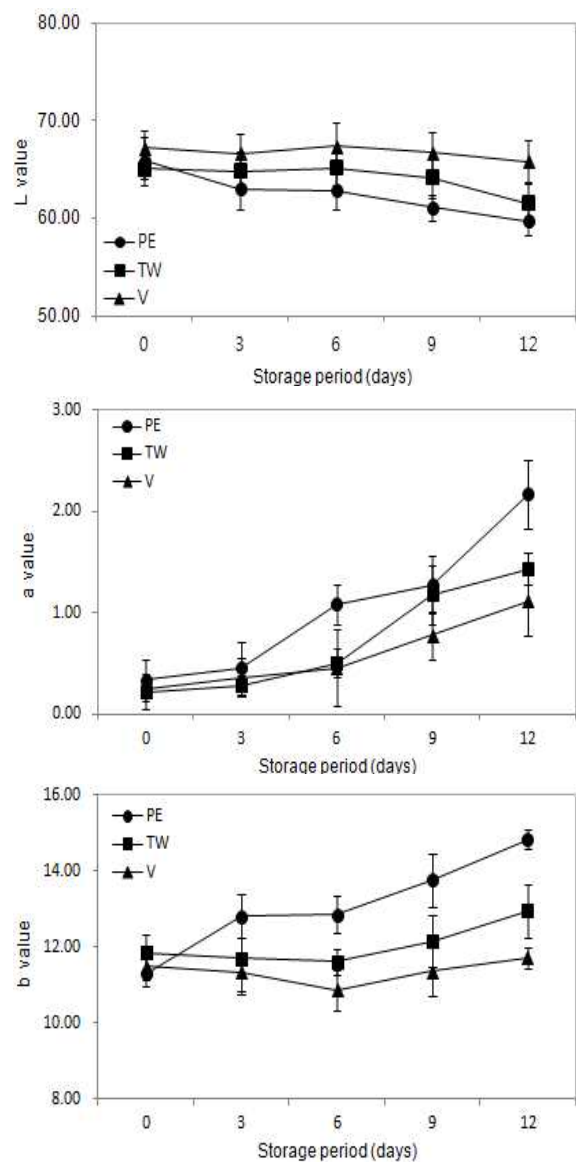 80.00
70.00
60.00
50.00
L value
PE
TW
V
0 3 6 9 12
Storage period (days)
3.00
2.00
1.00
0.00
a value
PE
TW
V
0 3 6 9 12
Storage period (days)
16.00
14.00
12.00
10.00
8.00
b value
PE
TW
V
0 3 6 9 12
Storage period (days)